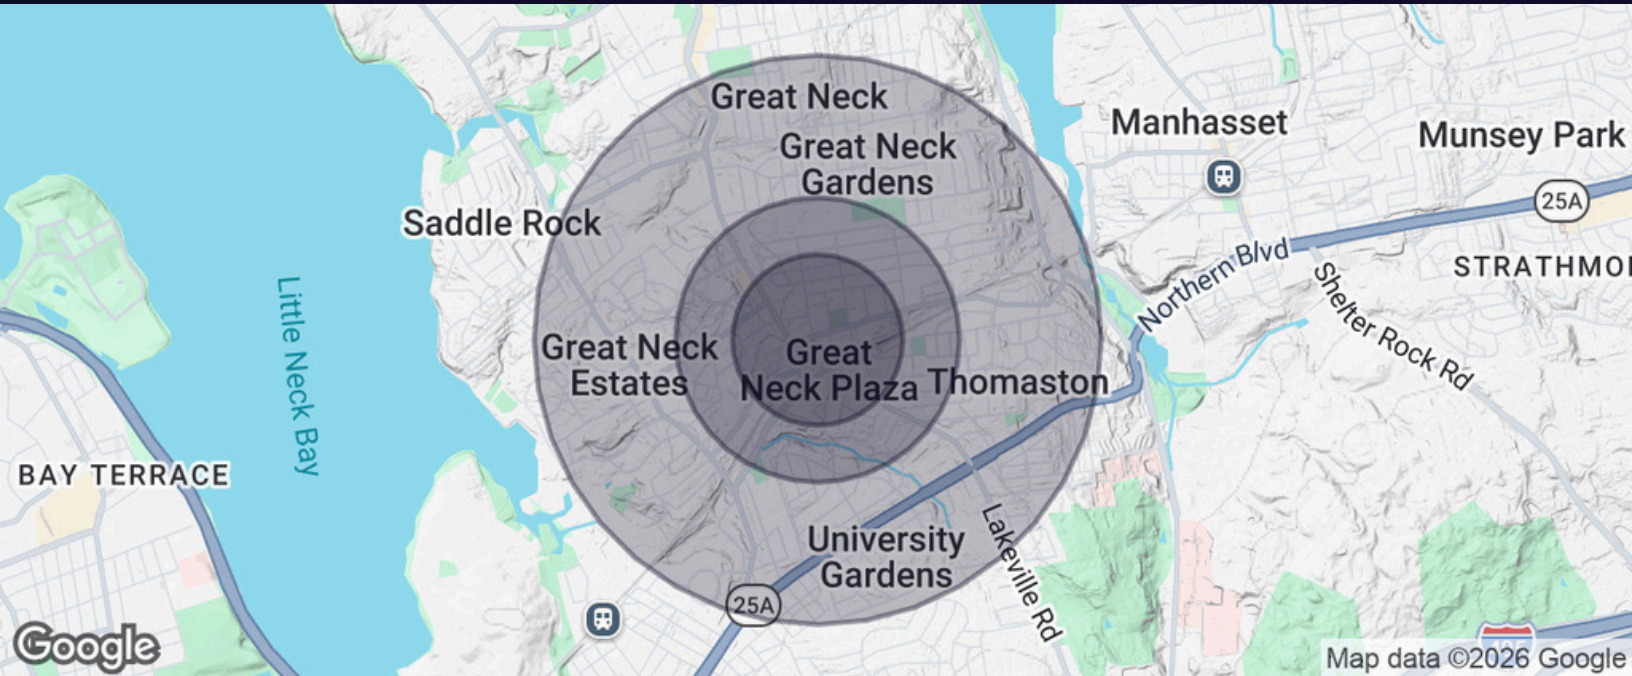 Great Neck
Great Neck
Gardens
Manhasset
Munsey Park
25A
Saddle Rock
Northern Blvd
STRATHMO
Shelter Rock Rd
Little Neck Bay
Great Neck
Estates
Great
Neck Plaza
Thomaston
BAY TERRACE
University
Gardens
Lakeville Rd
25A
Google
Map data ©2026 Google